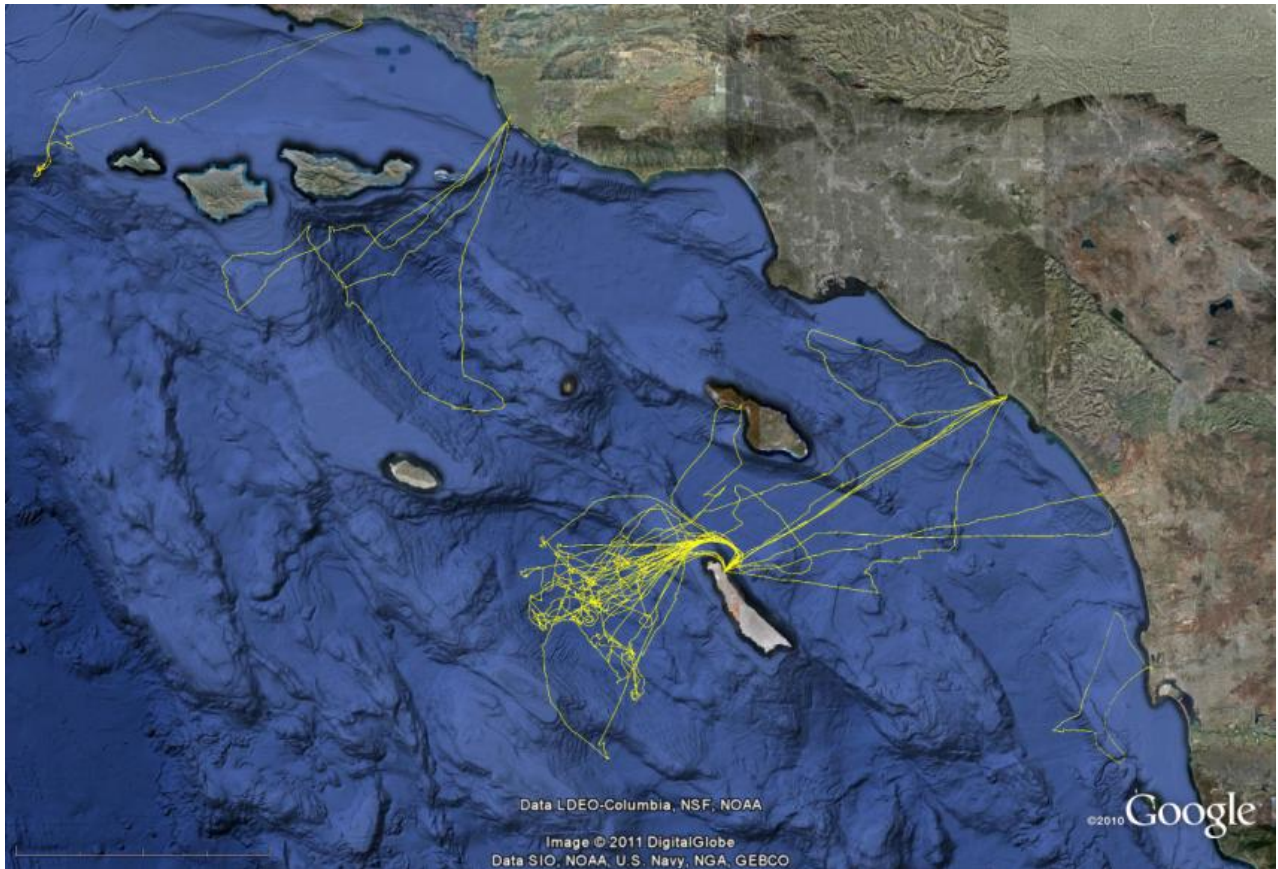 Data LDEO-Columbia, NSF, NOAA
©2010 Google
Image © 2011 DigitalGlobe
Data SIO, NOAA, U.S. Navy, NGA, GEBCO